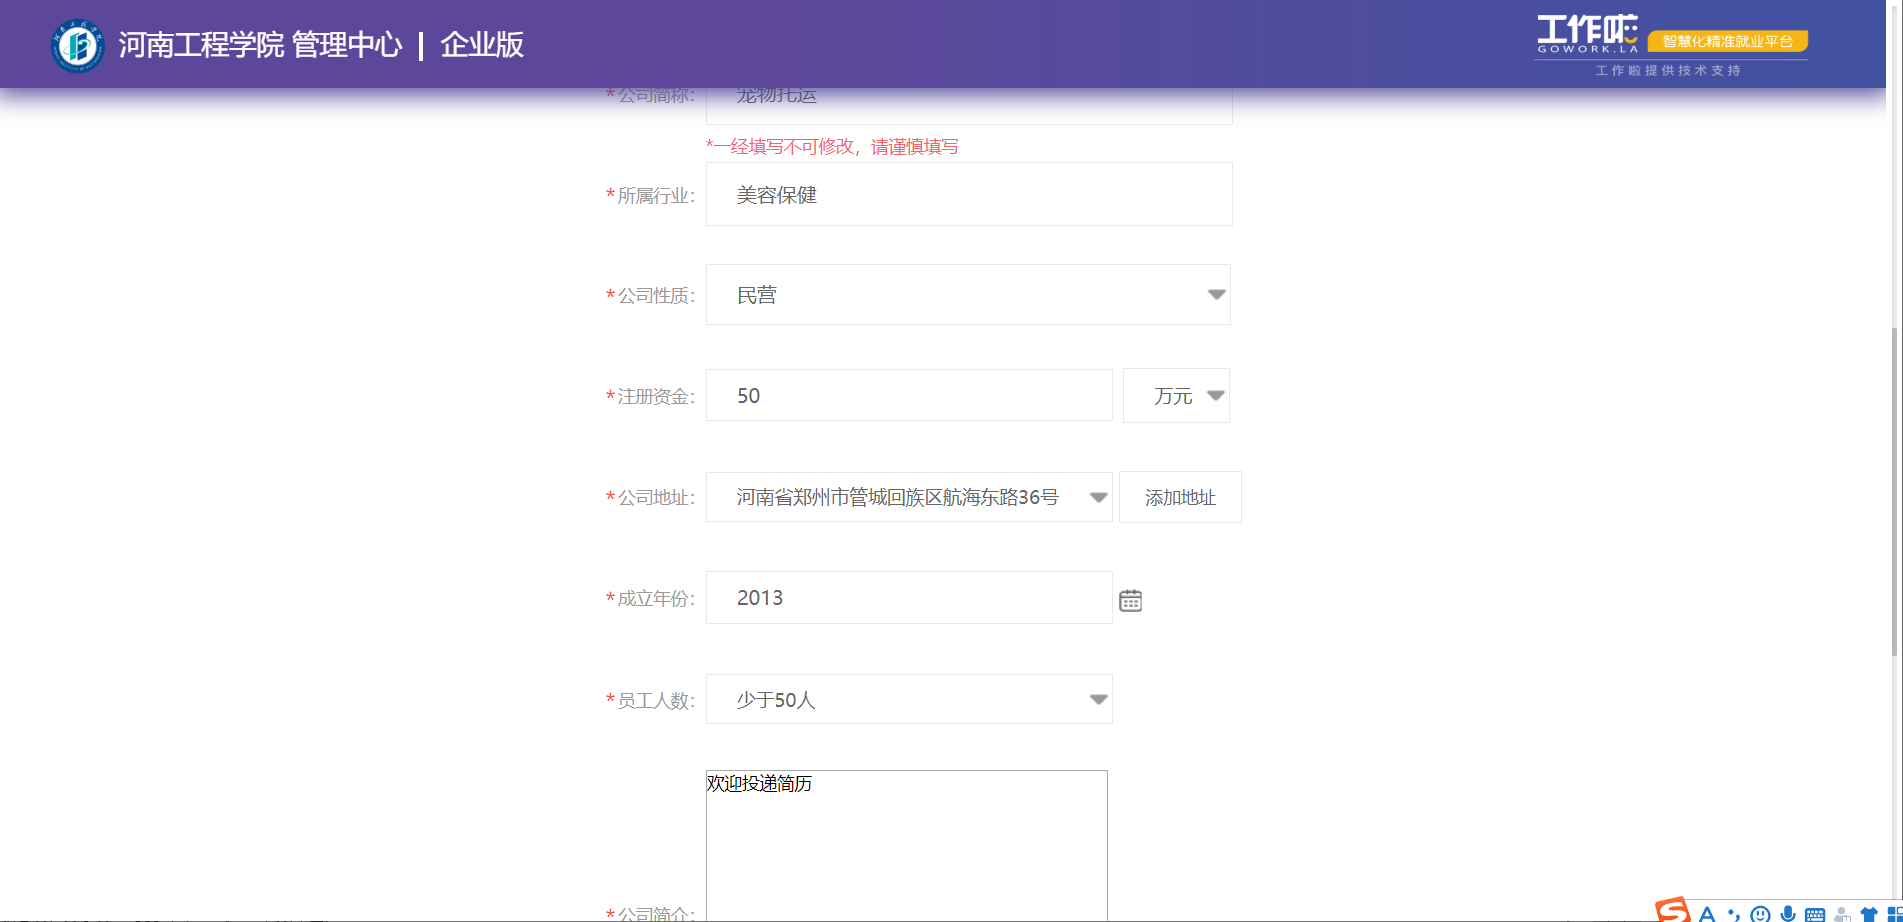 河南工程学院 管理中心 | 企业版
工作啦
GOWORK.LA
智慧化精准就业平台
工作啦提供技术支持
*公司简称: 宠物托运
*一经填写不可修改，请谨慎填写
*所属行业: 美容保健
*公司性质: 民营
*注册资金: 50 万元
*公司地址: 河南省郑州市管城回族区航海东路36号 添加地址
*成立年份: 2013
*员工人数: 少于50人
欢迎投递简历
*公司简介: